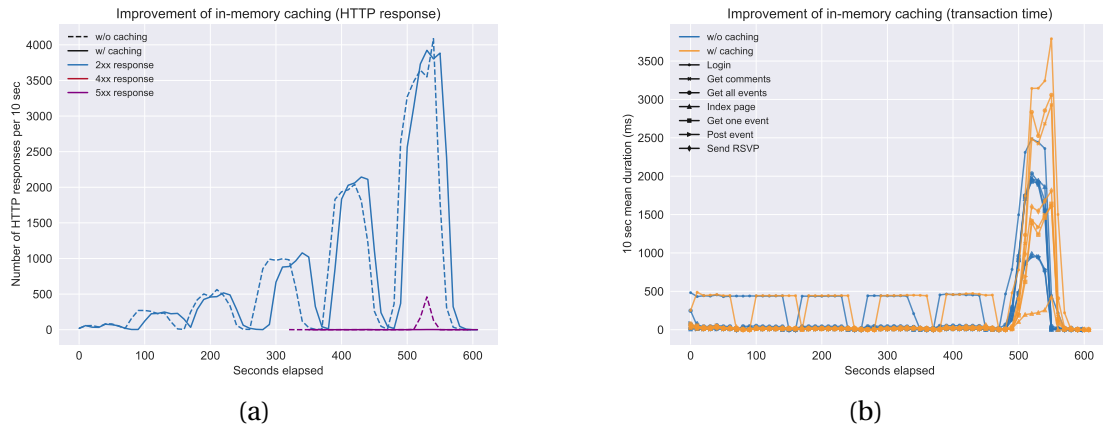 Improvement of in-memory caching (HTTP response)
w/o caching
w/ caching
2xx response
4xx response
5xx response
Number of HTTP responses per 10 sec
4000
3500
3000
2500
2000
1500
1000
500
0
0 100 200 300 400 500 600
Seconds elapsed
(a)
Improvement of in-memory caching (transaction time)
w/o caching
w/ caching
Login
Get comments
Get all events
Index page
Get one event
Post event
Send RSVP
10 sec mean duration (ms)
3500
3000
2500
2000
1500
1000
500
0
0 100 200 300 400 500 600
Seconds elapsed
(b)